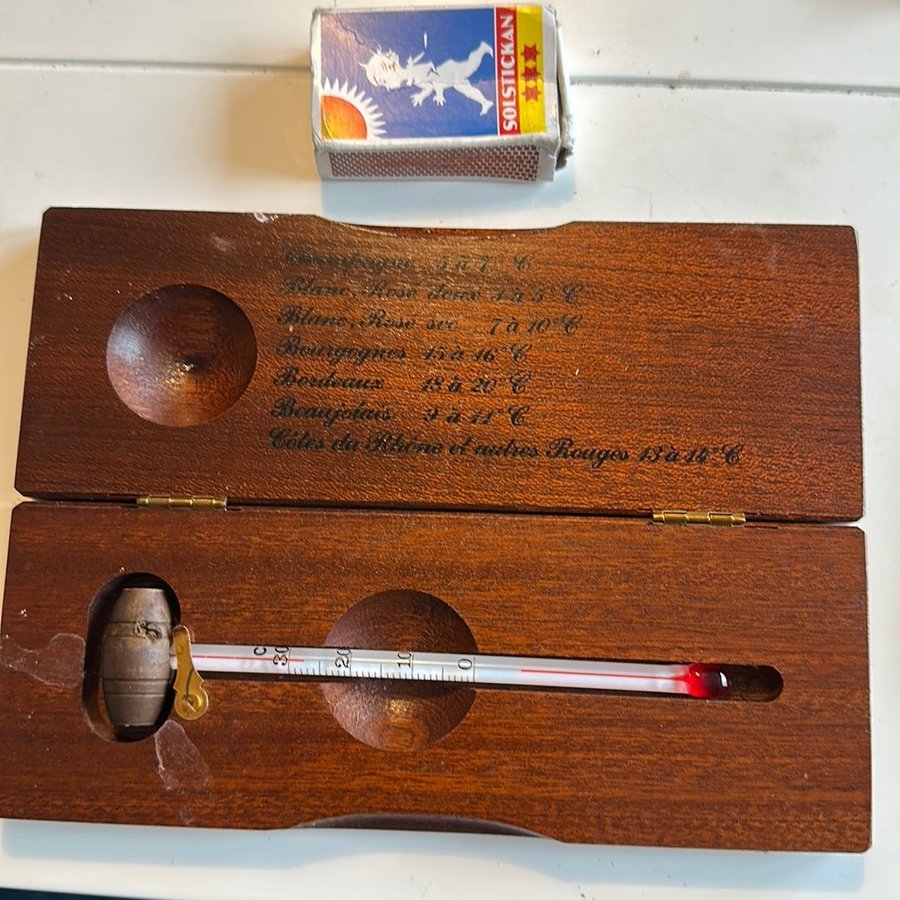 SOLSTICKAN
Champagne 5 à 7° C
Blanc, Rosé doux 4 à 5° C
Blanc, Rosé sec ... 7 à 10° C
Bourgognes 15 à 16° C
Bordeaux 18 à 20° C
Beaujolais 9 à 11° C
Côtes du Rhône et autres Rouges 13 à 14° C
C 30 20 10 0